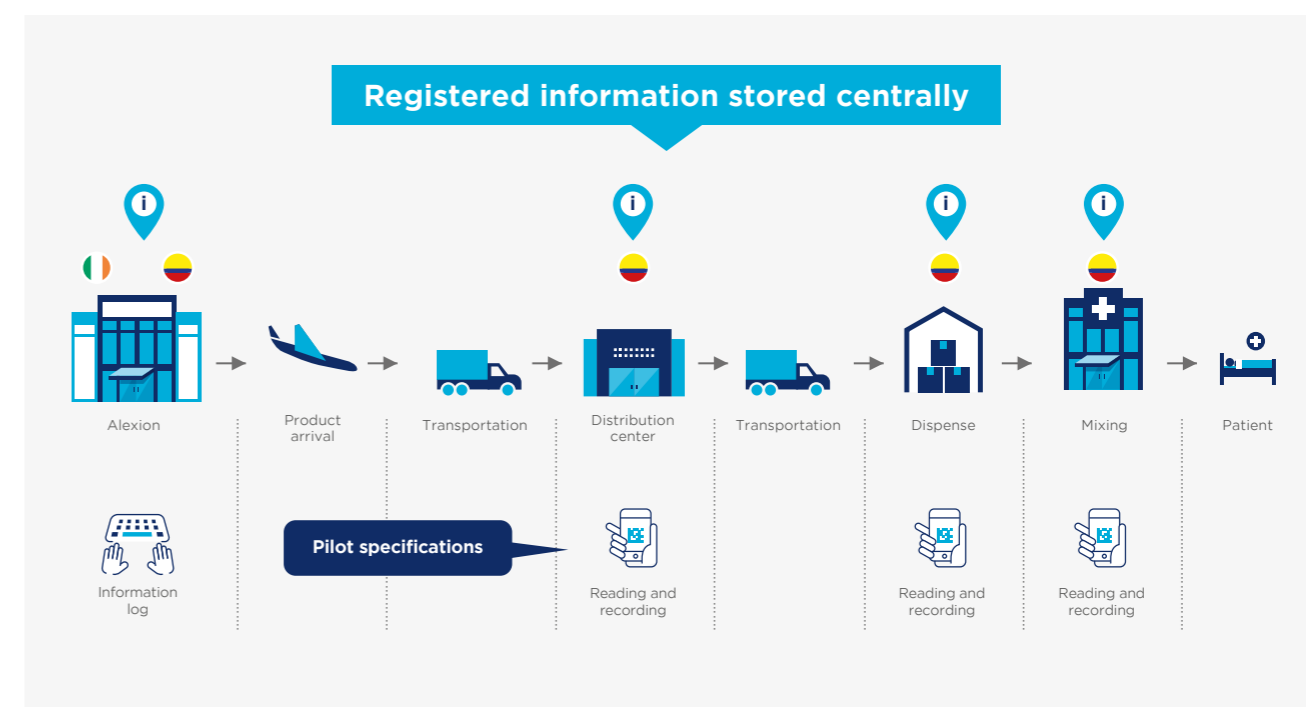 Registered information stored centrally
i
i
i
i
Alexion
Product
arrival
Transportation
Distribution
center
Transportation
Dispense
Mixing
Patient
Pilot specifications
Information
log
Reading and
recording
Reading and
recording
Reading and
recording